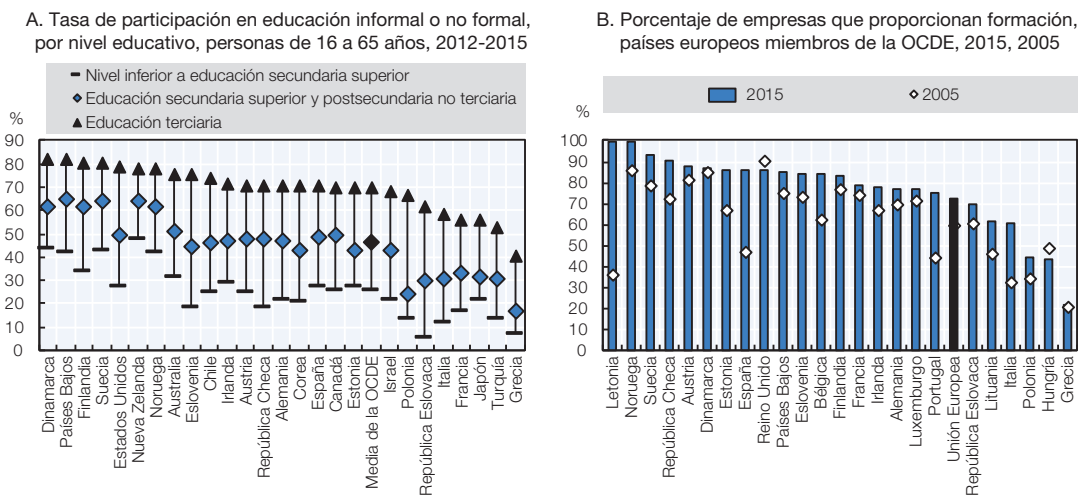 A. Tasa de participación en educación informal o no formal,
por nivel educativo, personas de 16 a 65 años, 2012-2015
Nivel inferior a educación secundaria superior
Educación secundaria superior y postsecundaria no terciaria
Educación terciaria
%
90
80
70
60
50
40
30
20
10
0
Dinamarca
Países Bajos
Finlandia
Suecia
Estados Unidos
Nueva Zelanda
Noruega
Australia
Eslovenia
Chile
Irlanda
Austria
República Checa
Alemania
Corea
España
Canadá
Estonia
Media de la OCDE
Israel
Polonia
República Eslovaca
Italia
Francia
Japón
Turquía
Grecia
B. Porcentaje de empresas que proporcionan formación,
países europeos miembros de la OCDE, 2015, 2005
2015
2005
%
100
90
80
70
60
50
40
30
20
10
0
Letonia
Noruega
Suecia
República Checa
Austria
Dinamarca
Estonia
España
Reino Unido
Países Bajos
Eslovenia
Bélgica
Finlandia
Francia
Irlanda
Alemania
Luxemburgo
Portugal
Unión Europea
República Eslovaca
Lituania
Italia
Polonia
Hungría
Grecia